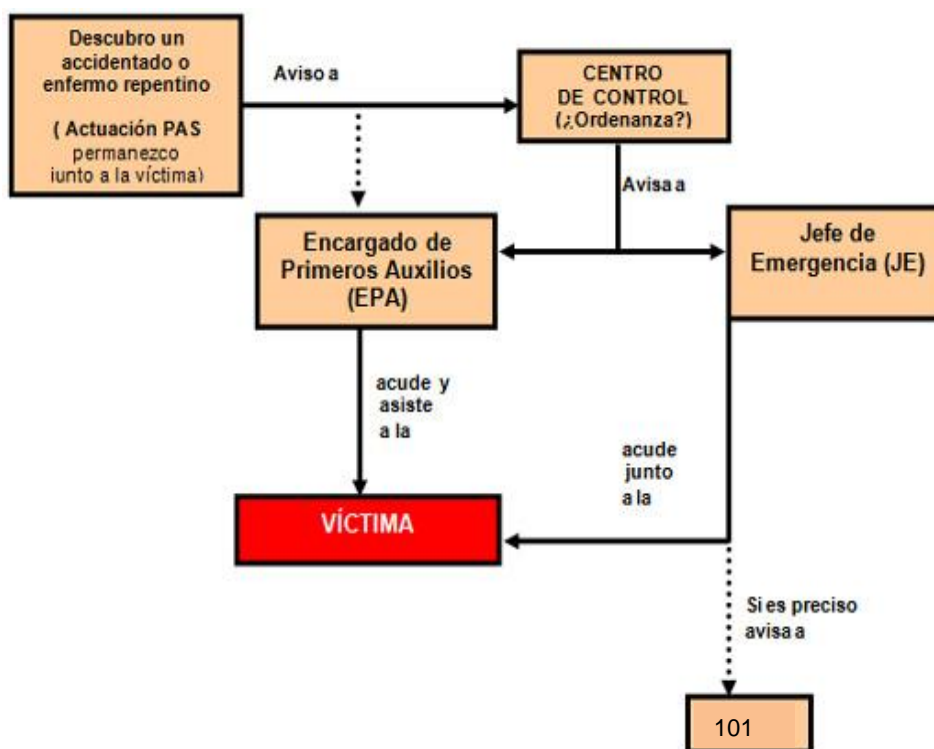 Descubro un
accidentado o
enfermo repentino
( Actuación PAS
permanezco
junto a la víctima)
Aviso a
CENTRO
DE CONTROL
(¿Ordenanza?)
Avisa a
Encargado de
Primeros Auxilios
(EPA)
Jefe de
Emergencia (JE)
acude y
asiste
a la
acude
junto
a la
VÍCTIMA
Si es preciso
avisa a
101